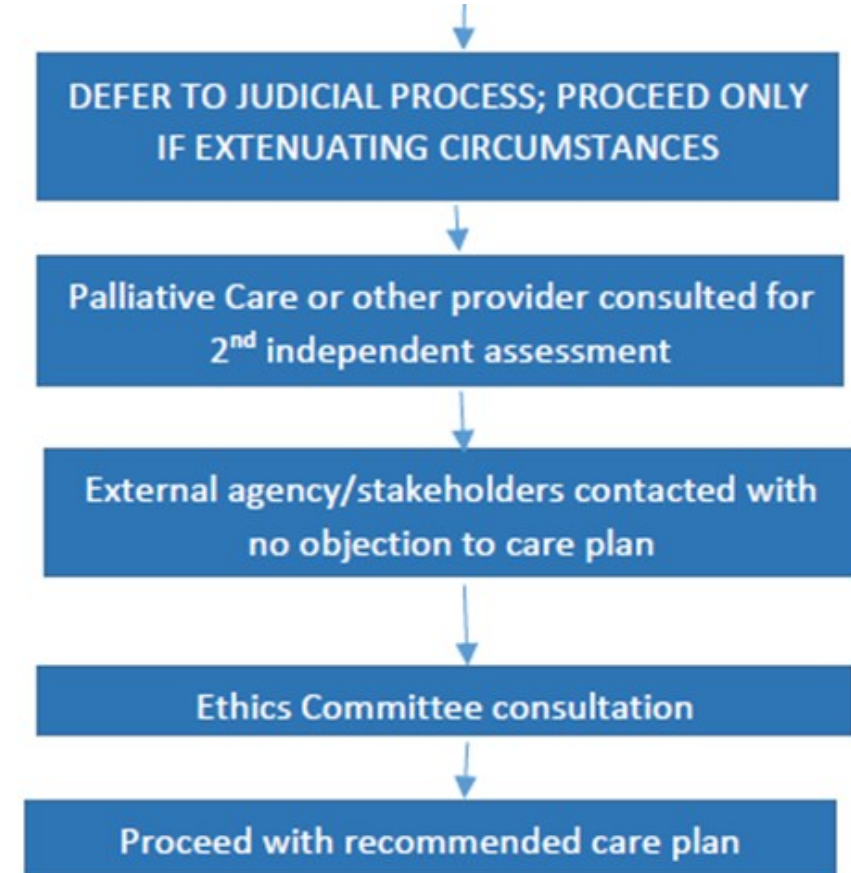 DEFER TO JUDICIAL PROCESS; PROCEED ONLY
IF EXTENUATING CIRCUMSTANCES
Palliative Care or other provider consulted for
2nd independent assessment
External agency/stakeholders contacted with
no objection to care plan
Ethics Committee consultation
Proceed with recommended care plan